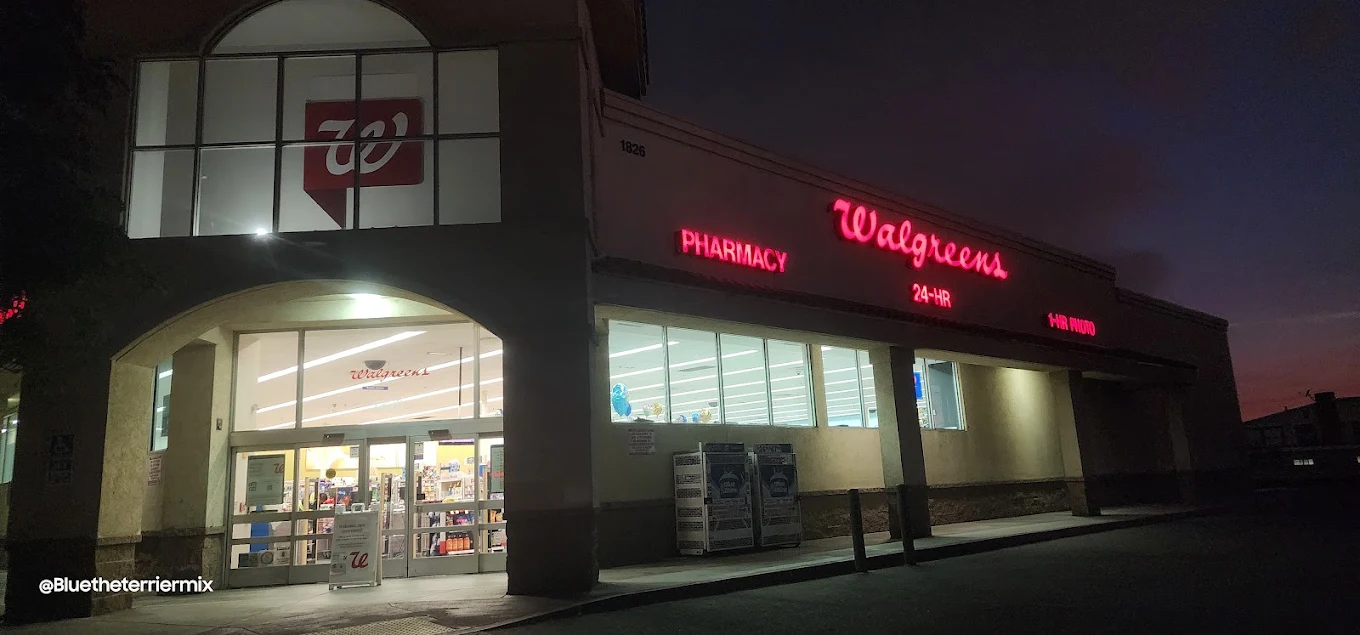 W
1826
PHARMACY
Walgreens
24-HR
1-HR PHOTO
Walgreens
W
@Bluetheterriermix